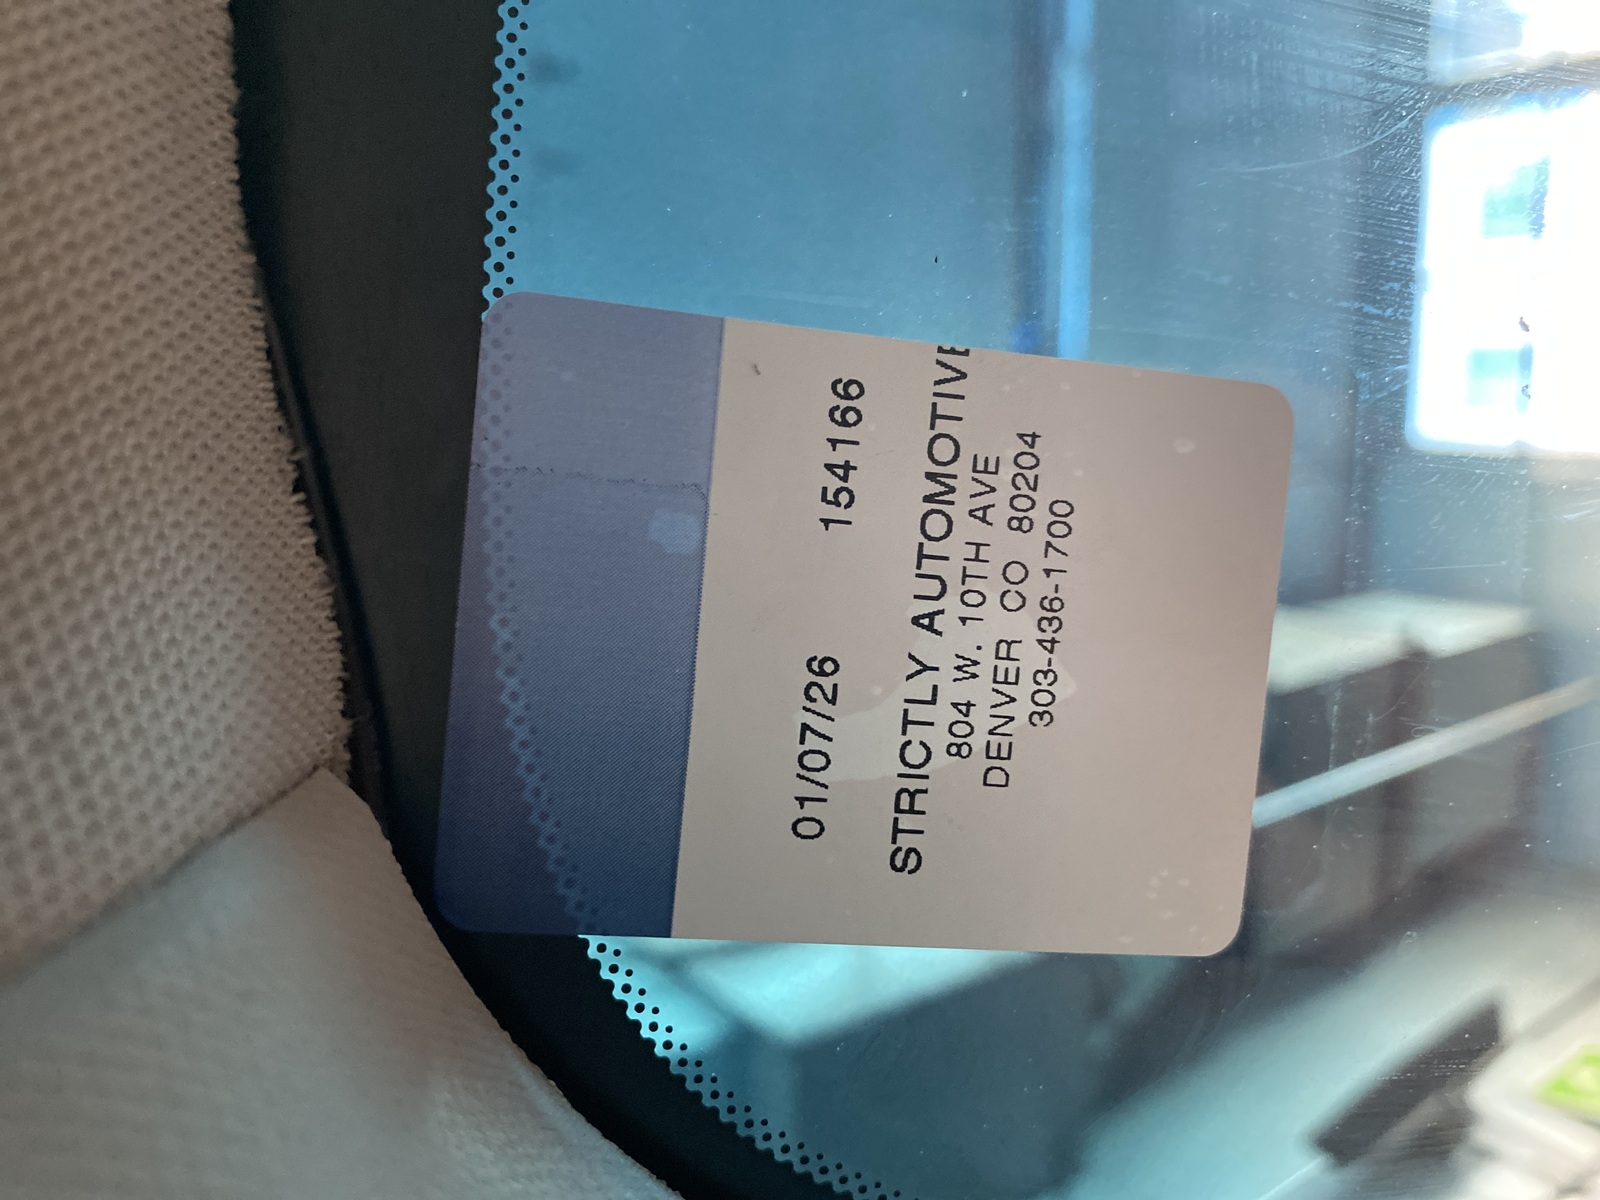 01/07/26 154166
STRICTLY AUTOMOTIVE
804 W. 10TH AVE
DENVER CO 80204
303-436-1700